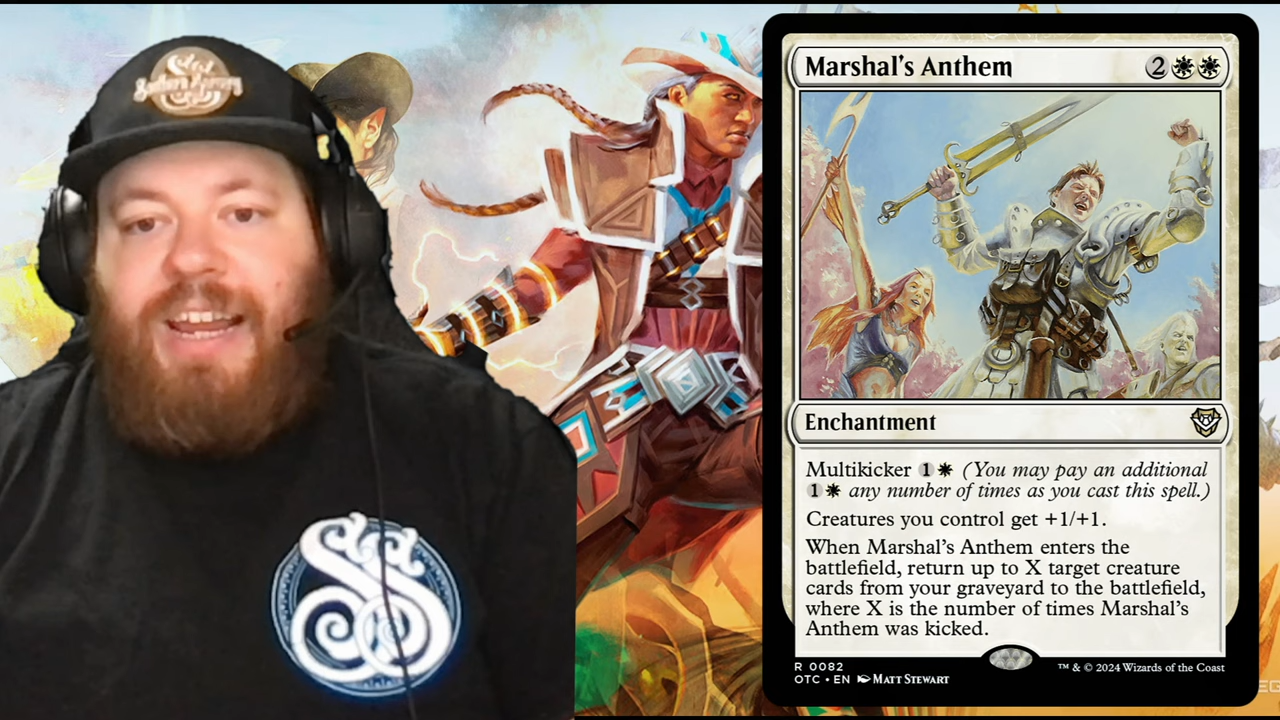 Marshal's Anthem 2
Enchantment
Multikicker 1 (You may pay an additional
1 any number of times as you cast this spell.)
Creatures you control get +1/+1.
When Marshal's Anthem enters the
battlefield, return up to X target creature
cards from your graveyard to the battlefield,
where X is the number of times Marshal's
Anthem was kicked.
R 0082
OTC • EN MATT STEWART
™ & © 2024 Wizards of the Coast